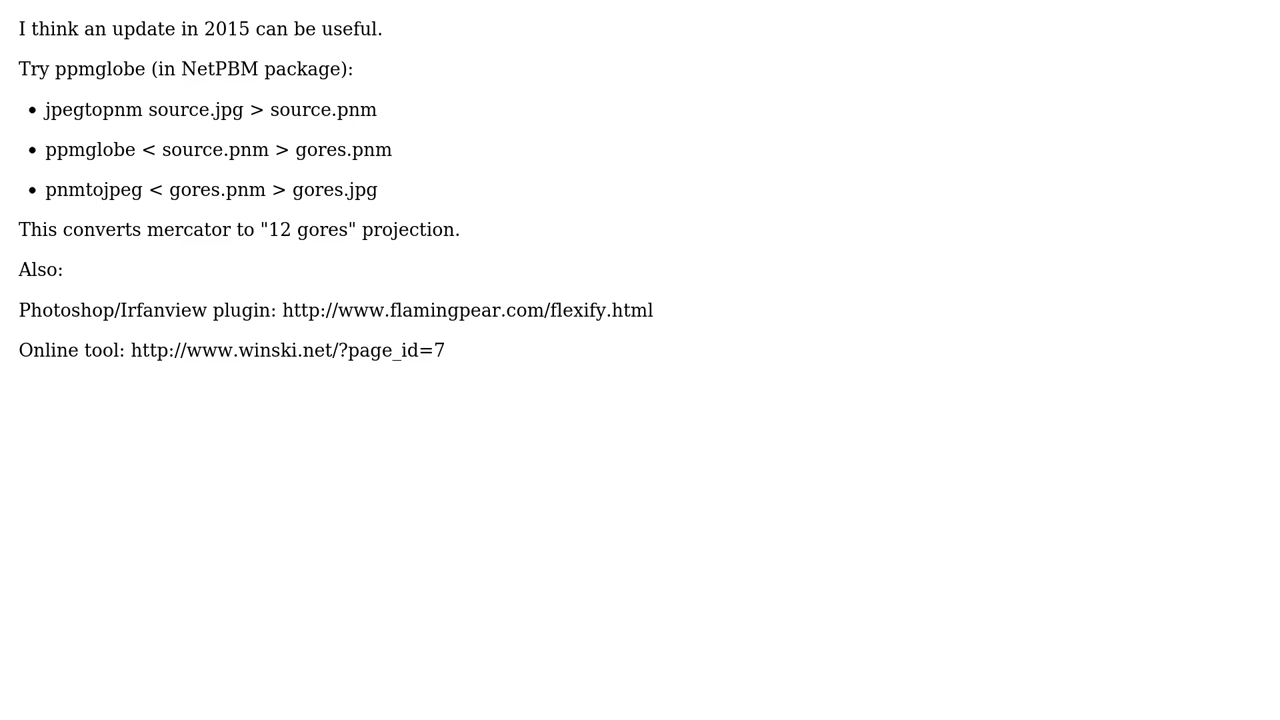 I think an update in 2015 can be useful.
Try ppmglobe (in NetPBM package):
• jpegtopnm source.jpg > source.pnm
• ppmglobe < source.pnm > gores.pnm
• pnmtojpeg < gores.pnm > gores.jpg
This converts mercator to "12 gores" projection.
Also:
Photoshop/Irfanview plugin: http://www.flamingpear.com/flexify.html
Online tool: http://www.winski.net/?page_id=7